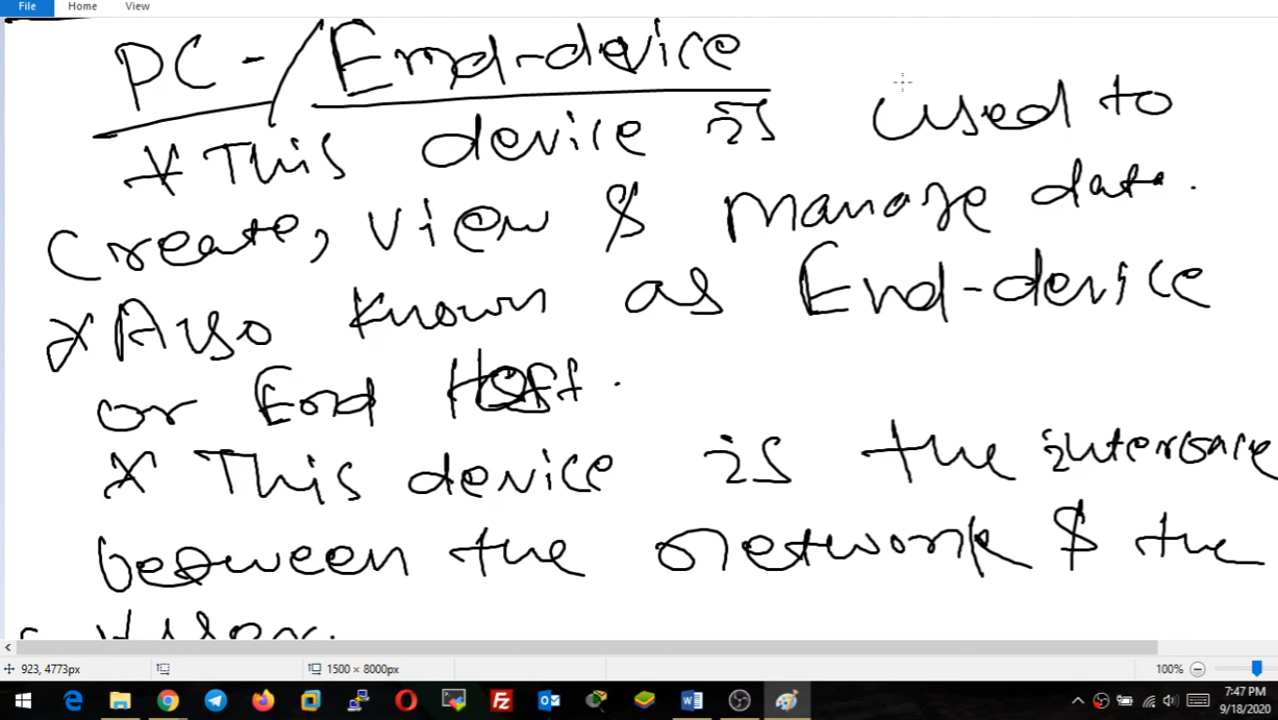 File Home View
PC-/End-device
* This device is used to
create, view & manage data.
* Also known as End-device
or End Host.
* This device is the interface
between the network & the
user.
923, 4773px 1500 × 8000px 100%
7:47 PM
9/18/2020